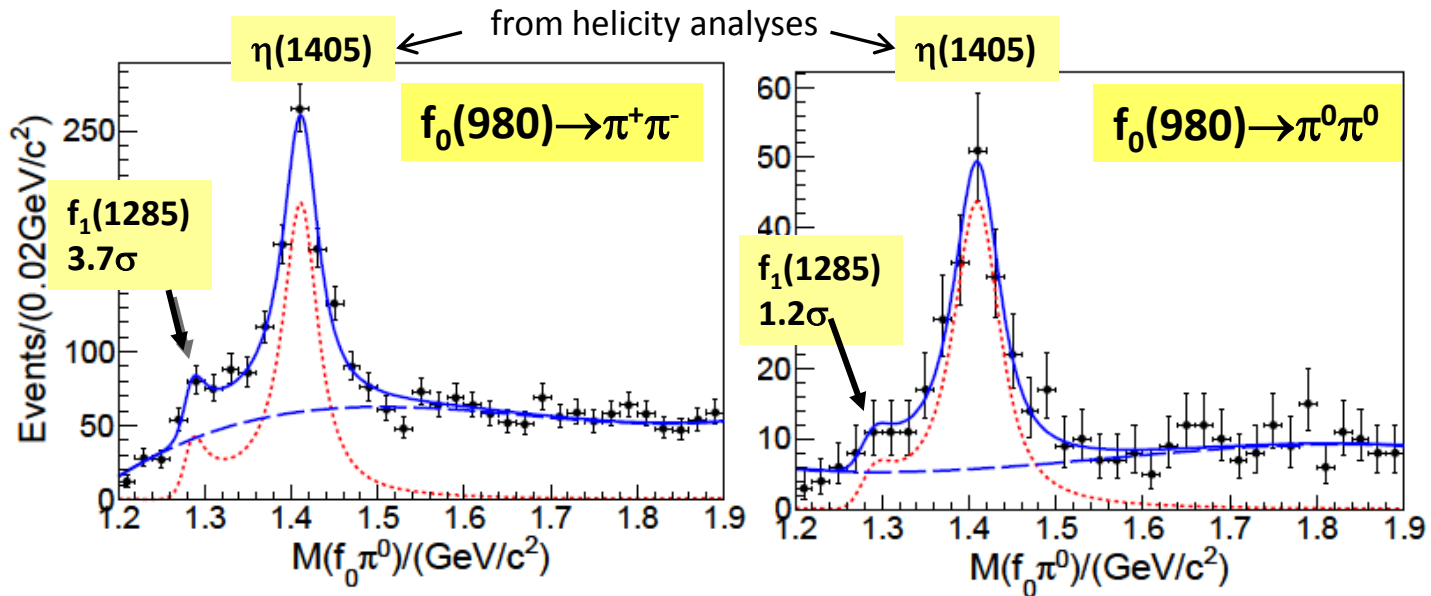 from helicity analyses
η(1405)
η(1405)
f₀(980)→π⁺π⁻
f₀(980)→π⁰π⁰
f₁(1285)
3.7σ
f₁(1285)
1.2σ
Events/(0.02GeV/c²)
250
100
50
0
1.2 1.3 1.4 1.5 1.6 1.7 1.8 1.9
M(f₀π⁰)/(GeV/c²)
60
50
40
20
10
0
1.2 1.3 1.4 1.5 1.6 1.7 1.8 1.9
M(f₀π⁰)/(GeV/c²)